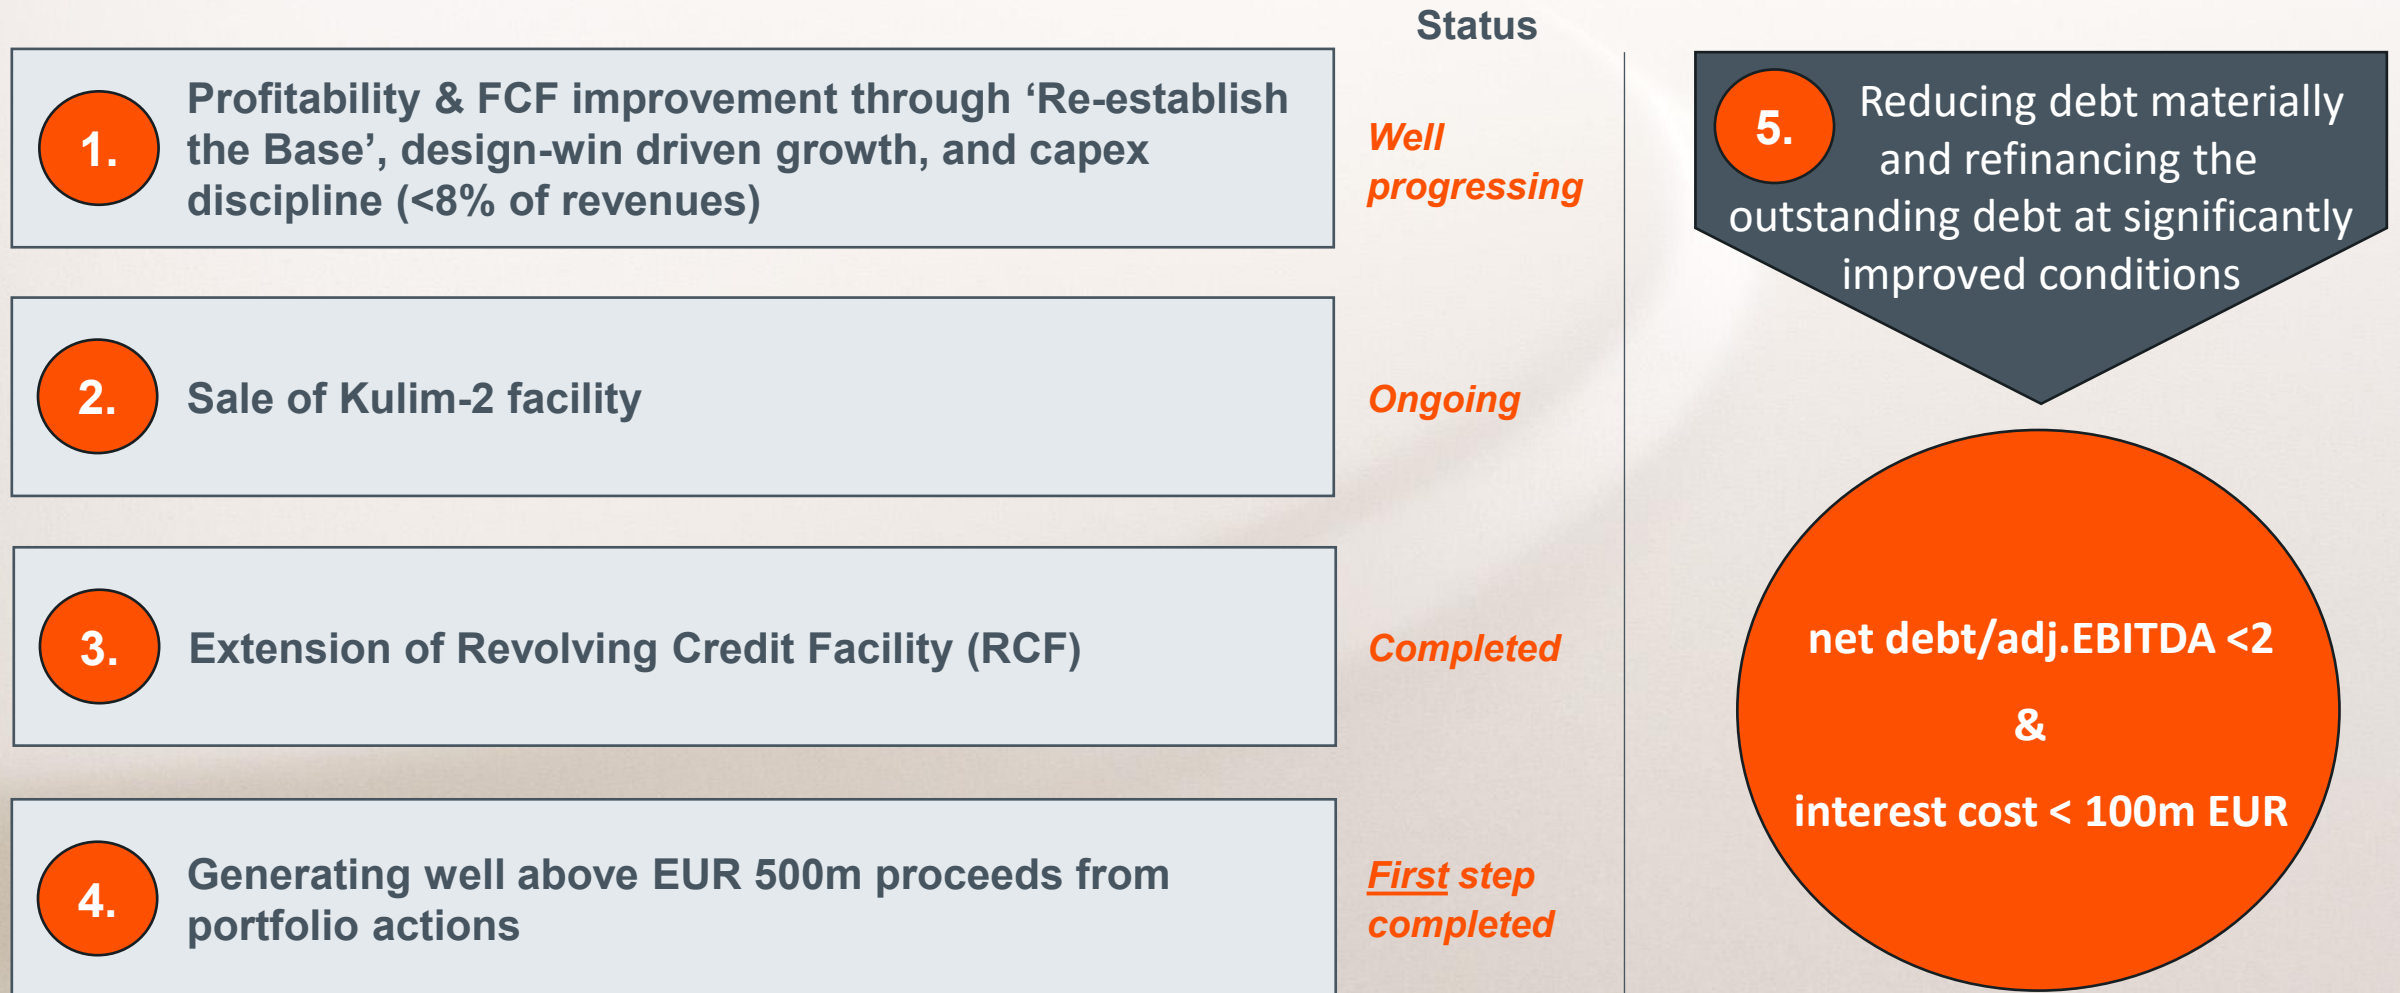 Status
1.
Profitability & FCF improvement through ‘Re-establish
the Base’, design-win driven growth, and capex
discipline (<8% of revenues)
Well
progressing
2.
Sale of Kulim-2 facility
Ongoing
3.
Extension of Revolving Credit Facility (RCF)
Completed
4.
Generating well above EUR 500m proceeds from
portfolio actions
First step
completed
5.
Reducing debt materially
and refinancing the
outstanding debt at significantly
improved conditions
net debt/adj.EBITDA <2
&
interest cost < 100m EUR